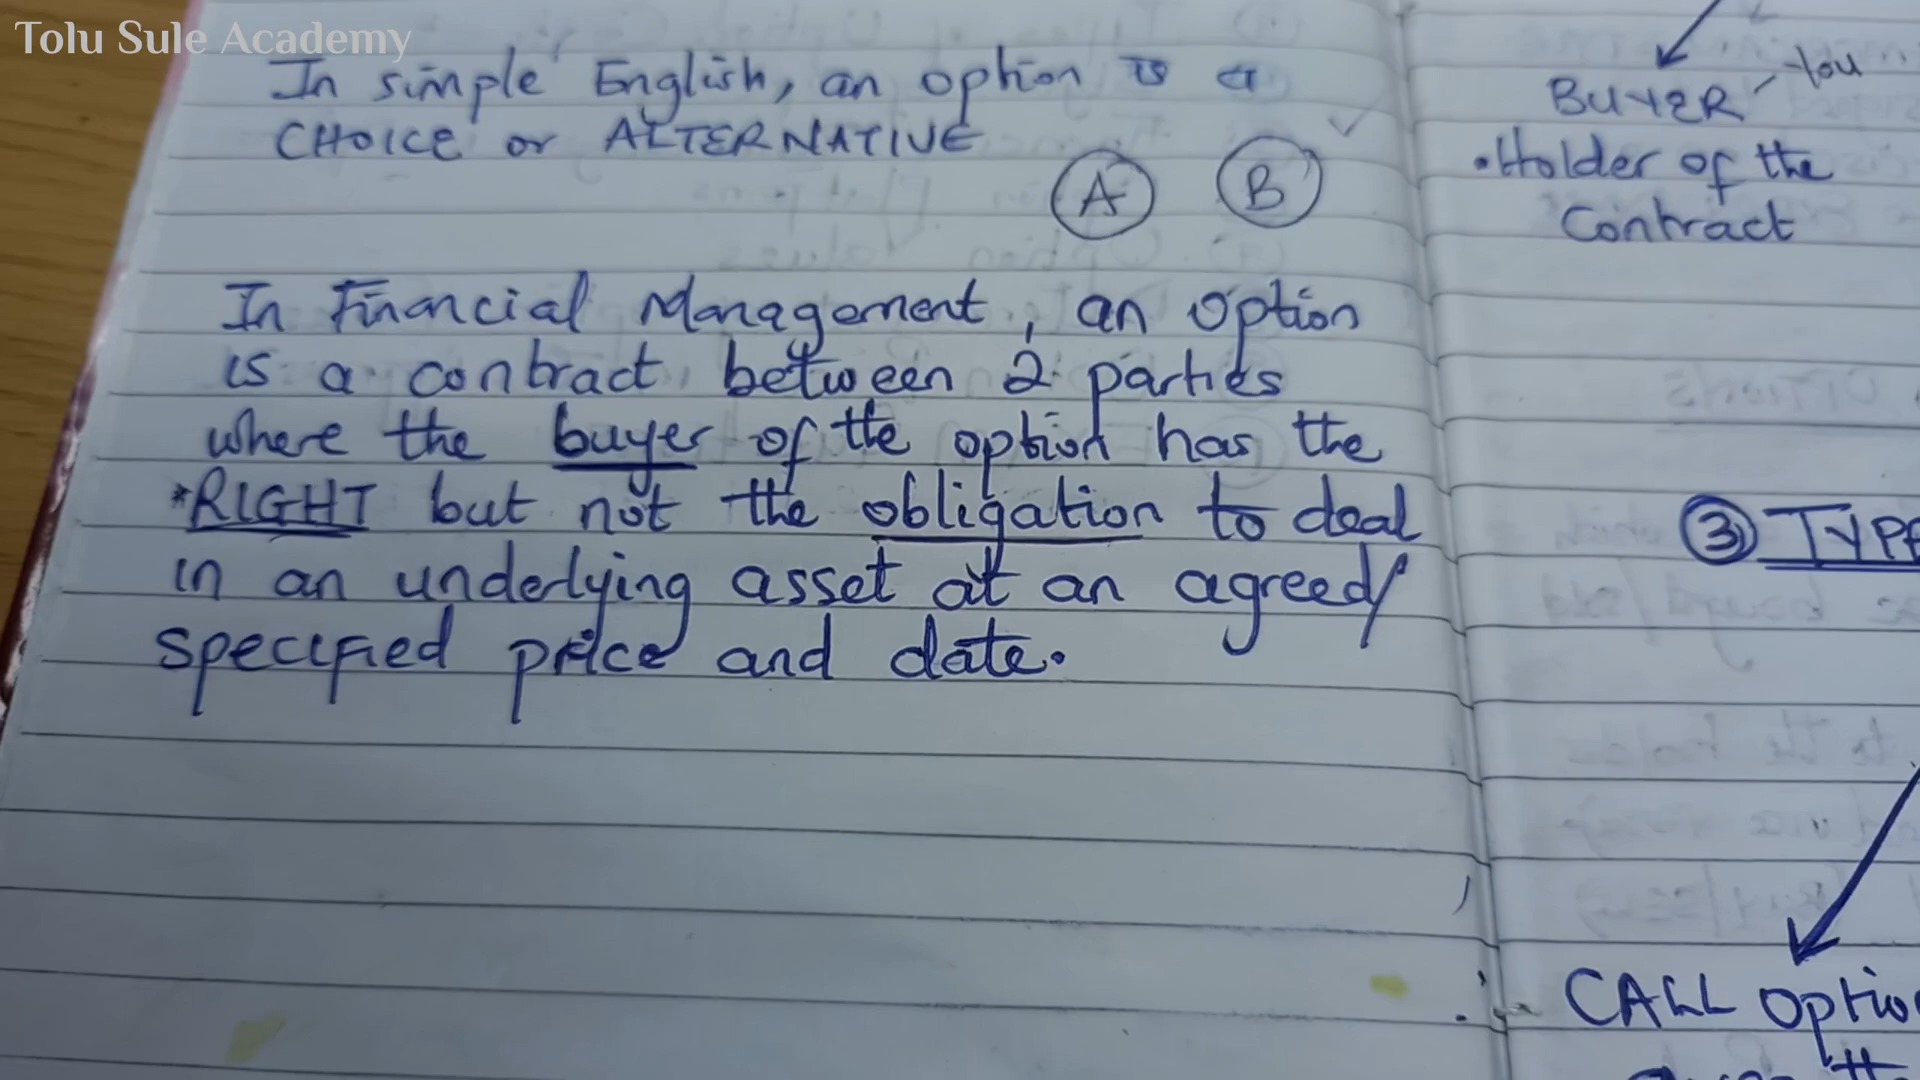 Tolu Sule Academy
In simple English, an option is a
CHOICE or ALTERNATIVE
A B
In Financial Management, an option
is a contract between 2 parties
where the buyer of the option has the
*RIGHT but not the obligation to deal
in an underlying asset at an agreed/
specified price and date.
BUYER - You
• Holder of the
Contract
③ TYPE
CALL Optio